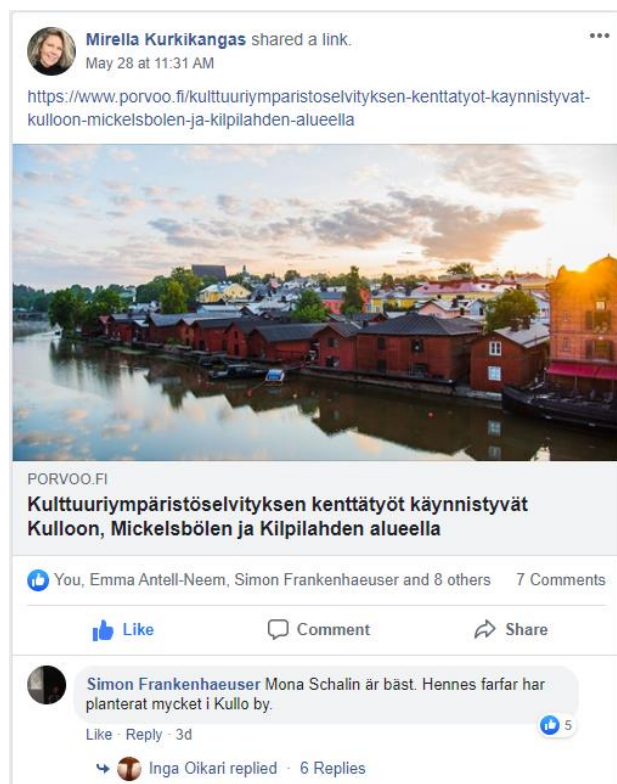 Mirella Kurkikangas shared a link.
May 28 at 11:31 AM
https://www.porvoo.fi/kulttuuriymparistoselvityksen-kenttatyot-kaynnistyvat-
kulloon-mickelsbolen-ja-kilpilahden-alueella
PORVOO.FI
Kulttuuriympäristöselvityksen kenttätyöt käynnistyvät
Kulloon, Mickelsbölen ja Kilpilahden alueella
You, Emma Antell-Neem, Simon Frankenhaeuser and 8 others 7 Comments
Like Comment Share
Simon Frankenhaeuser Mona Schalin är bäst. Hennes farfar har
planterat mycket i Kullo by.
5
Like · Reply · 3d
Inga Oikari replied · 6 Replies